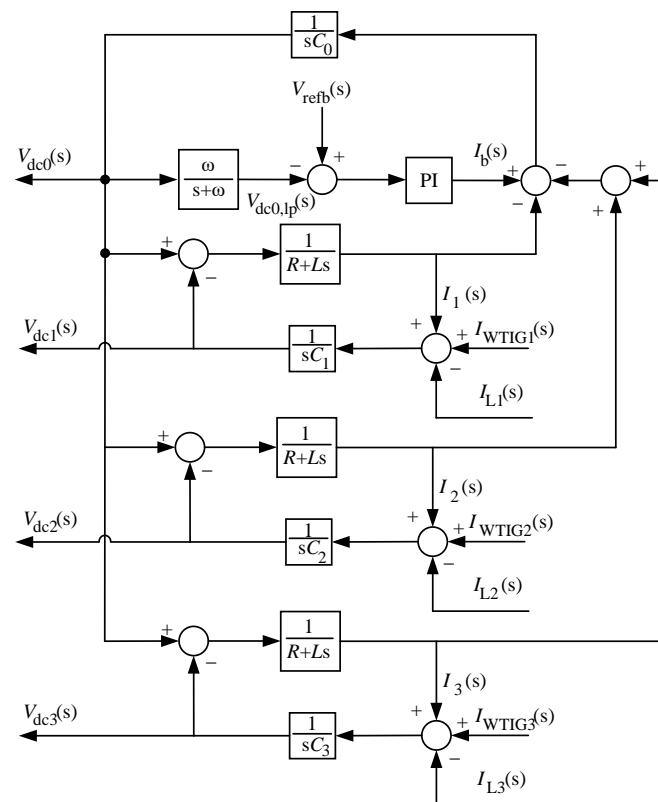 1
sC0
Vrefb(s)
Vdc0(s)
ω
s+ω
−
+
PI
Ib(s)
+
−
−
+
+
Vdc0,lp(s)
+
−
1
R+Ls
I1(s)
Vdc1(s)
1
sC1
+
+
−
IWTIG1(s)
IL1(s)
+
−
1
R+Ls
I2(s)
Vdc2(s)
1
sC2
+
+
−
IWTIG2(s)
IL2(s)
+
−
1
R+Ls
I3(s)
Vdc3(s)
1
sC3
+
+
−
IWTIG3(s)
IL3(s)